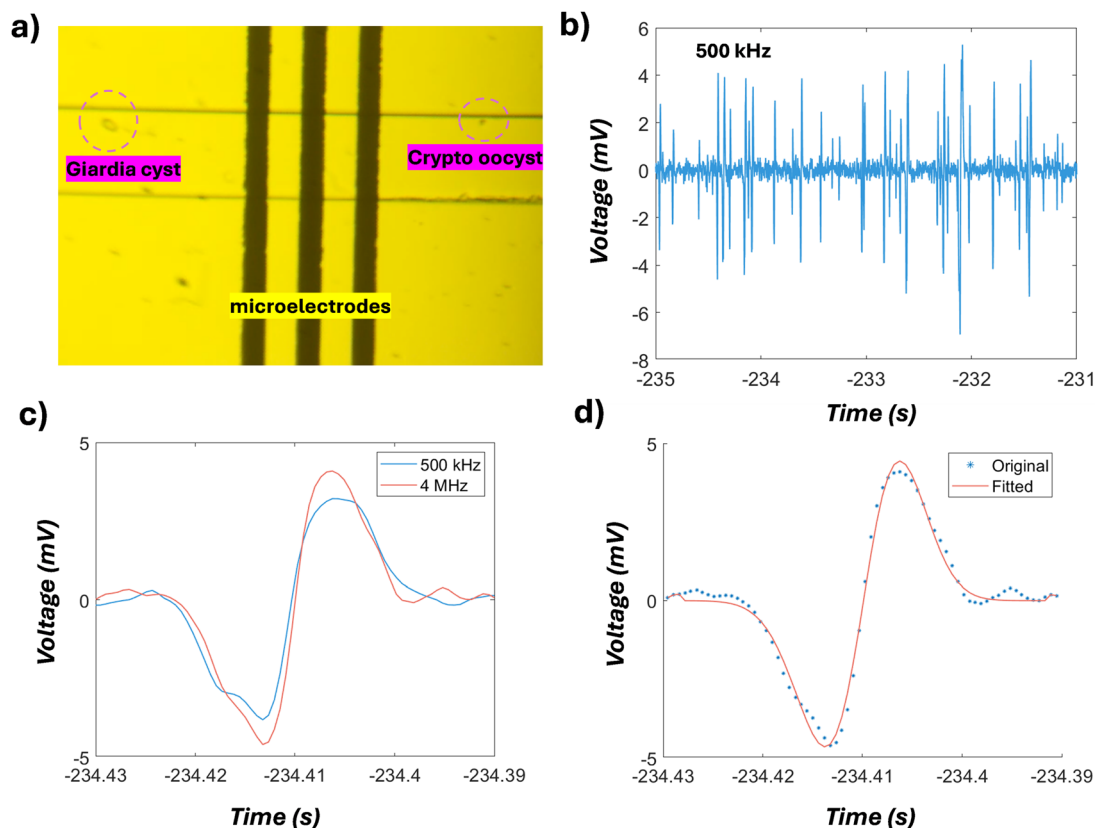 a)
Giardia cyst
Crypto oocyst
microelectrodes
b)
500 kHz
6
4
2
0
-2
-4
-6
-8
Voltage (mV)
-235
-234
-233
-232
-231
Time (s)
c)
5
0
-5
Voltage (mV)
500 kHz
4 MHz
-234.43
-234.42
-234.41
-234.4
-234.39
Time (s)
d)
5
0
-5
Voltage (mV)
Original
Fitted
-234.43
-234.42
-234.41
-234.4
-234.39
Time (s)